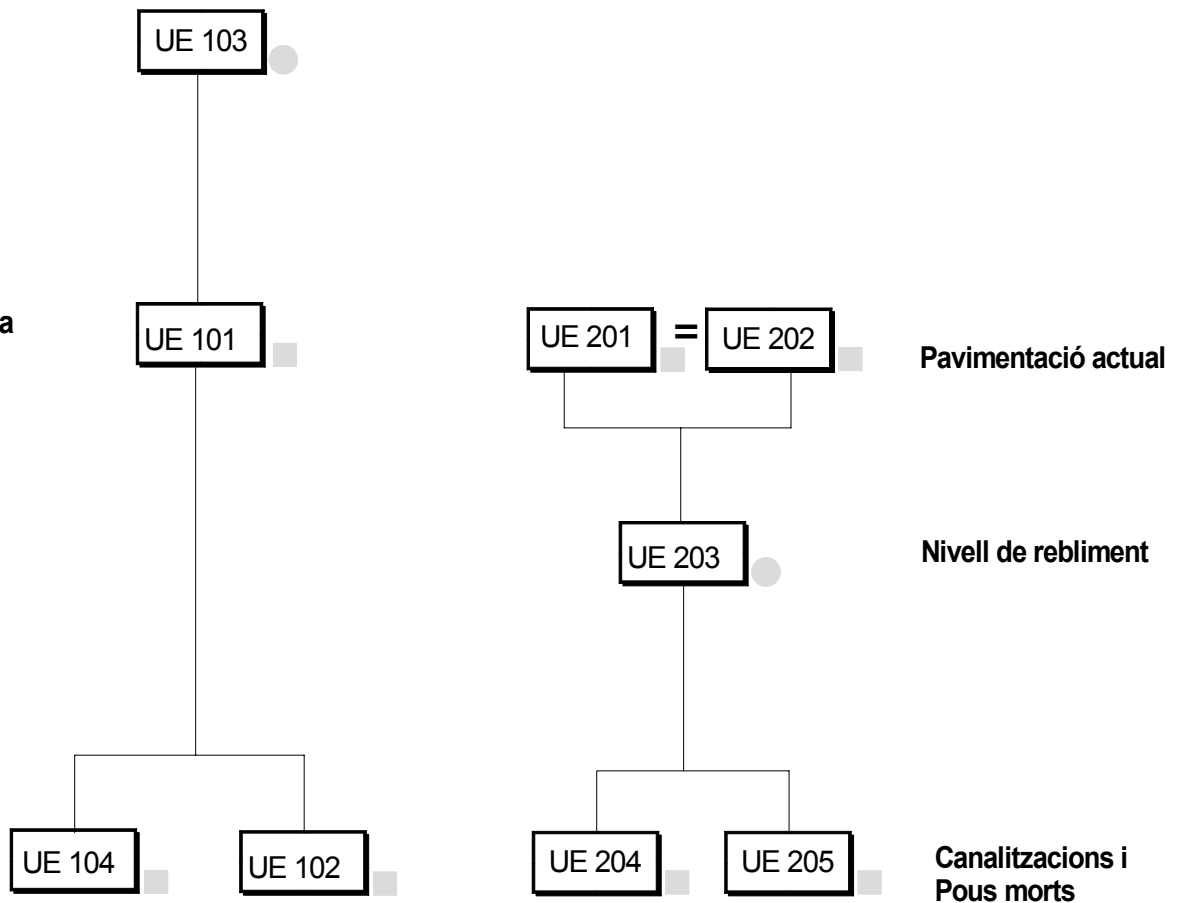 UE 103
a
UE 101
UE 201 = UE 202
Pavimentació actual
UE 203
Nivell de rebliment
UE 104
UE 102
UE 204
UE 205
Canalitzacions i
Pous morts